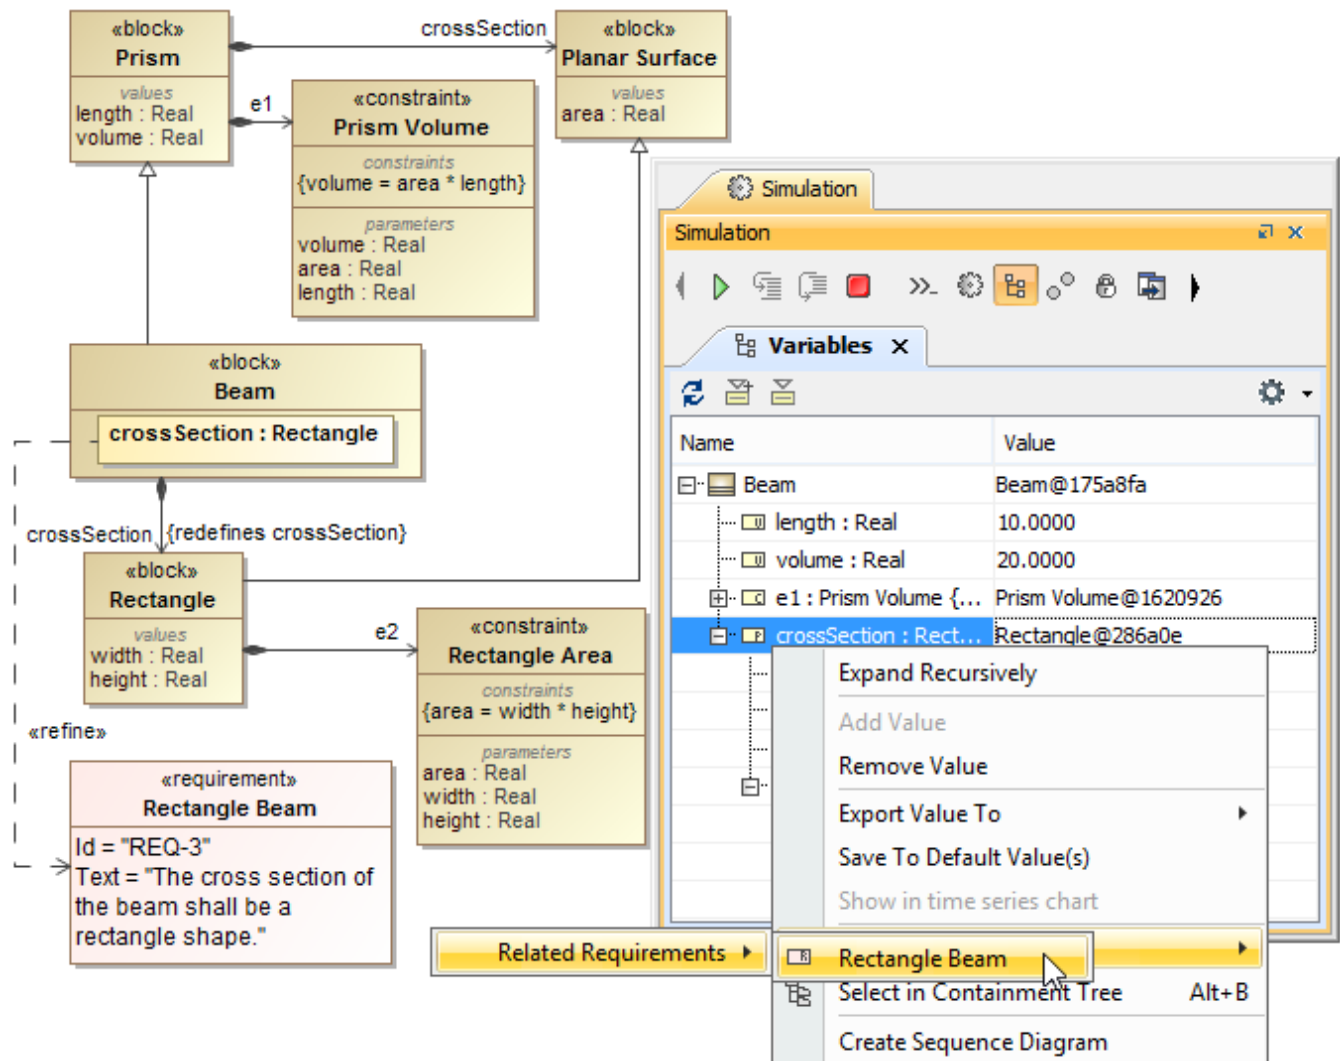 «block»
Prism
values
length : Real
volume : Real
crossSection
«block»
Planar Surface
values
area : Real
e1
«constraint»
Prism Volume
constraints
{volume = area * length}
parameters
volume : Real
area : Real
length : Real
«block»
Beam
crossSection : Rectangle
crossSection
{redefines crossSection}
«block»
Rectangle
values
width : Real
height : Real
e2
«constraint»
Rectangle Area
constraints
{area = width * height}
parameters
area : Real
width : Real
height : Real
«refine»
«requirement»
Rectangle Beam
Id = "REQ-3"
Text = "The cross section of
the beam shall be a
rectangle shape."
Simulation
Simulation
Variables
Name Value
Beam Beam@175a8fa
length : Real 10.0000
volume : Real 20.0000
e1 : Prism Volume {... Prism Volume@1620926
crossSection : Rect... Rectangle@286a0e
Expand Recursively
Add Value
Remove Value
Export Value To
Save To Default Value(s)
Show in time series chart
Related Requirements
Rectangle Beam
Select in Containment Tree Alt+B
Create Sequence Diagram